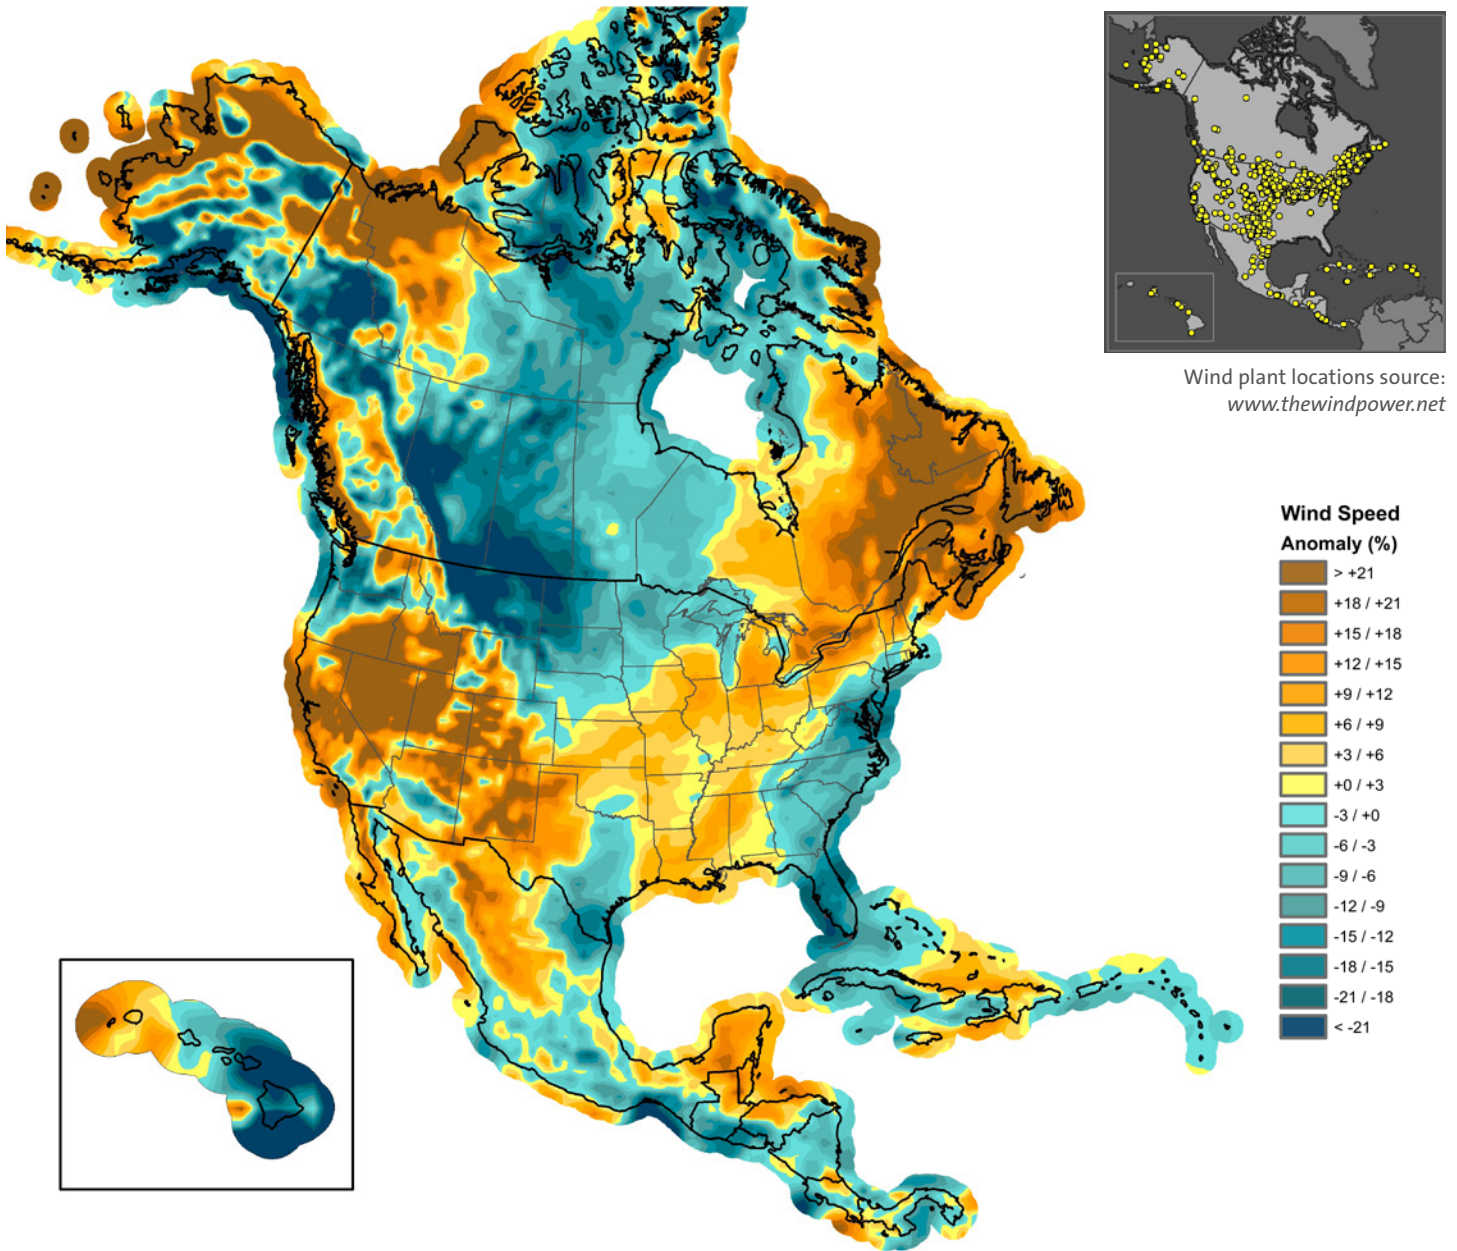 Wind plant locations source:
www.thewindpower.net
Wind Speed
Anomaly (%)
> +21
+18 / +21
+15 / +18
+12 / +15
+9 / +12
+6 / +9
+3 / +6
+0 / +3
-3 / +0
-6 / -3
-9 / -6
-12 / -9
-15 / -12
-18 / -15
-21 / -18
< -21